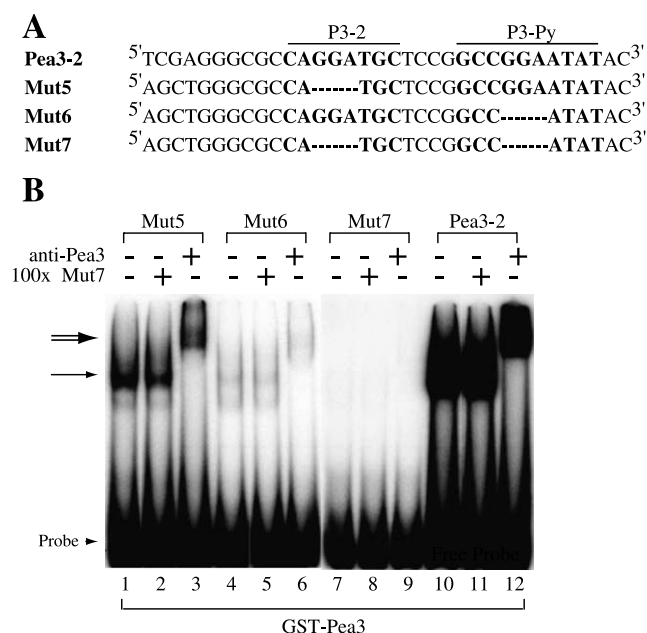 A
P3-2 P3-Py
Pea3-2 5'TCGAGGGCGCCAGGATGCTCCGGCCGGAATATAC3'
Mut5 5'AGCTGGGCGCCA------TGCTCCGGCCGGAATATAC3'
Mut6 5'AGCTGGGCGCCAGGATGCTCCGGCC------ATATAC3'
Mut7 5'AGCTGGGCGCCA------TGCTCCGGCC------ATATAC3'
B
Mut5 Mut6 Mut7 Pea3-2
anti-Pea3 - - + - - + - - + - - +
100x Mut7 - + - - + - - + - - + -
Probe
Free Probe
1 2 3 4 5 6 7 8 9 10 11 12
GST-Pea3